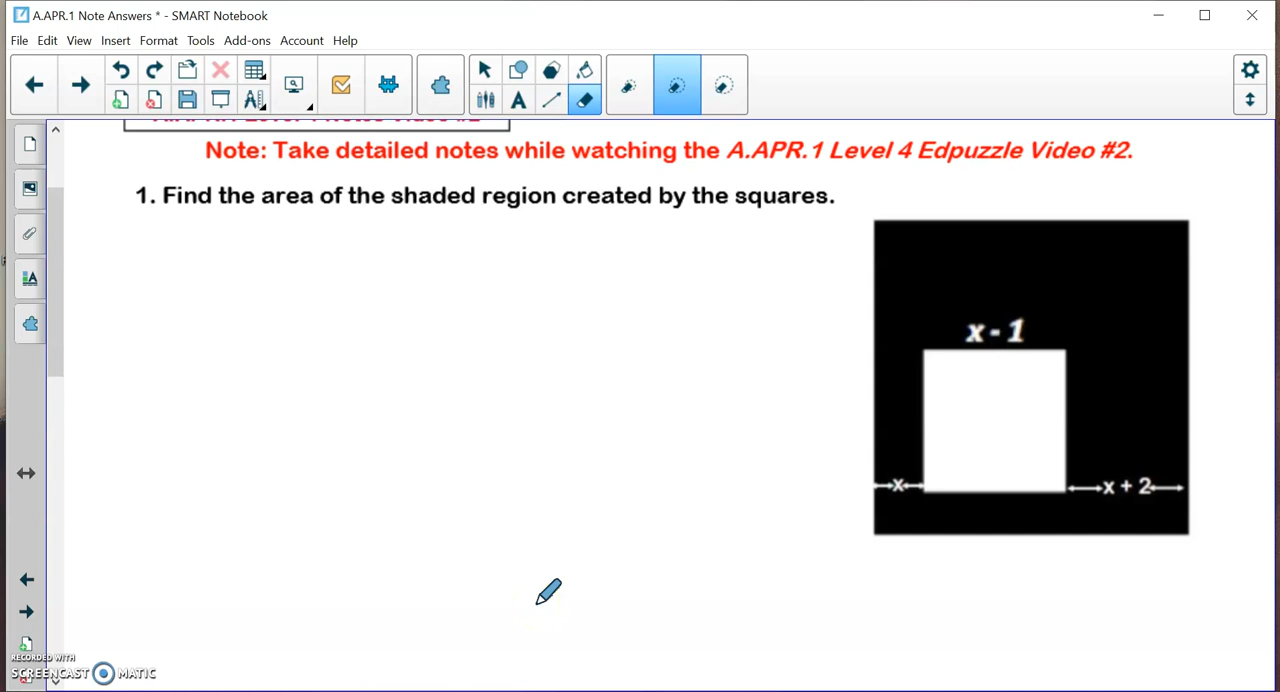 A.APR.1 Note Answers * - SMART Notebook
File Edit View Insert Format Tools Add-ons Account Help
Note: Take detailed notes while watching the A.APR.1 Level 4 Edpuzzle Video #2.
1. Find the area of the shaded region created by the squares.
x - 1
x
x + 2
RECORDED WITH
SCREENCAST MATIC